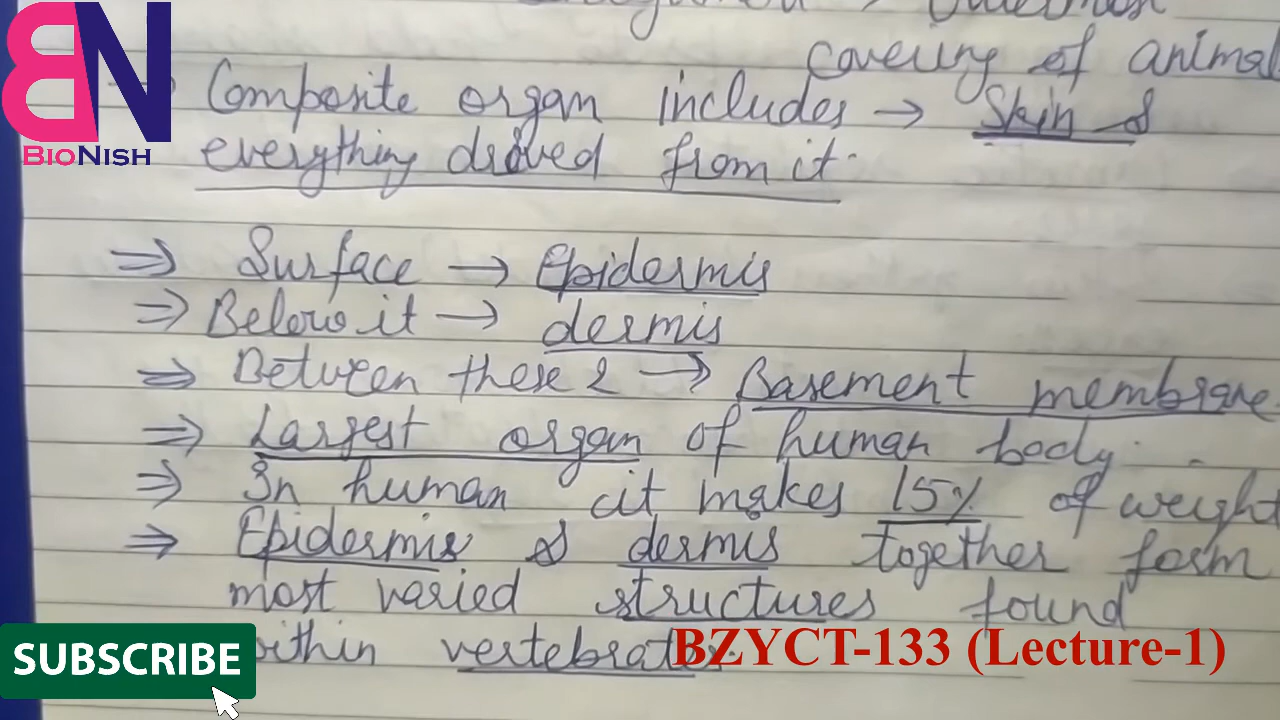 covering of animal
Composite organ includes → Skin &
everything drived from it.
⇒ Surface → Epidermis
⇒ Below it → dermis
⇒ Between these 2 → Basement membrane
⇒ Largest organ of human body.
⇒ In human it makes 15% of weight
⇒ Epidermis & dermis together form
most varied structures found
within vertebrates.
BN
BIONISH
SUBSCRIBE
BZYCT-133 (Lecture-1)